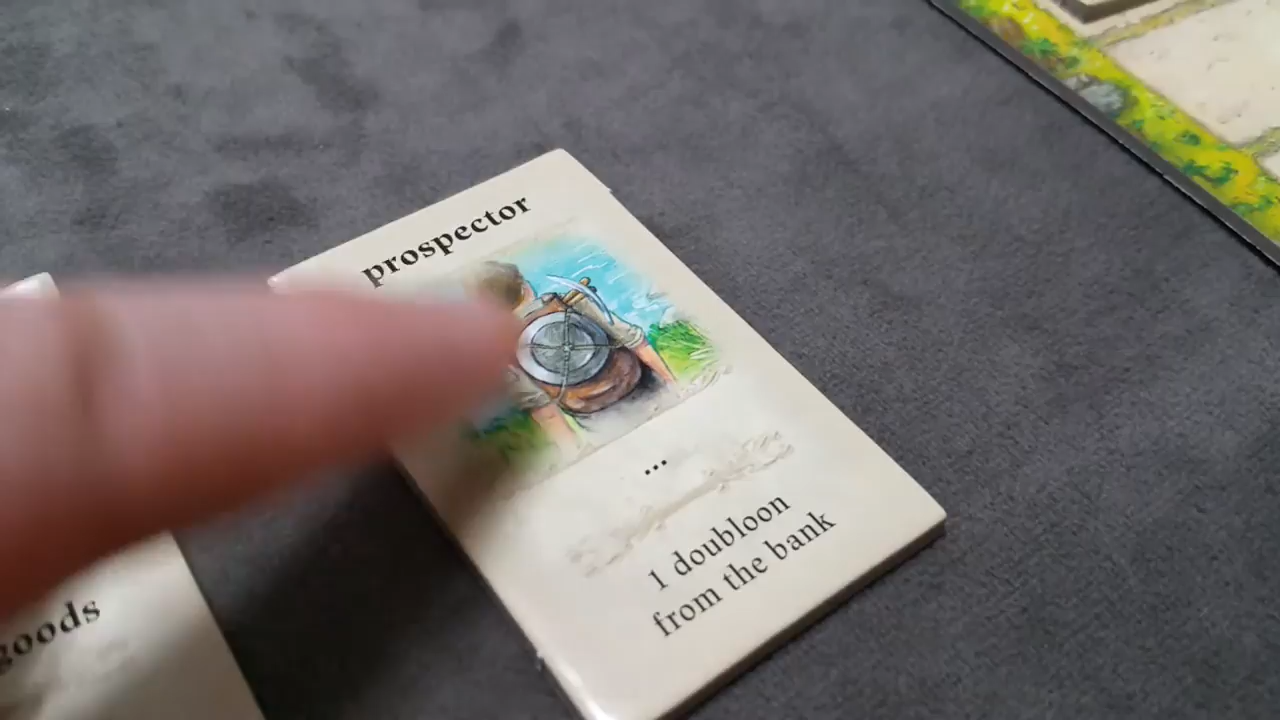 prospector
...
1 doubloon
from the bank
goods